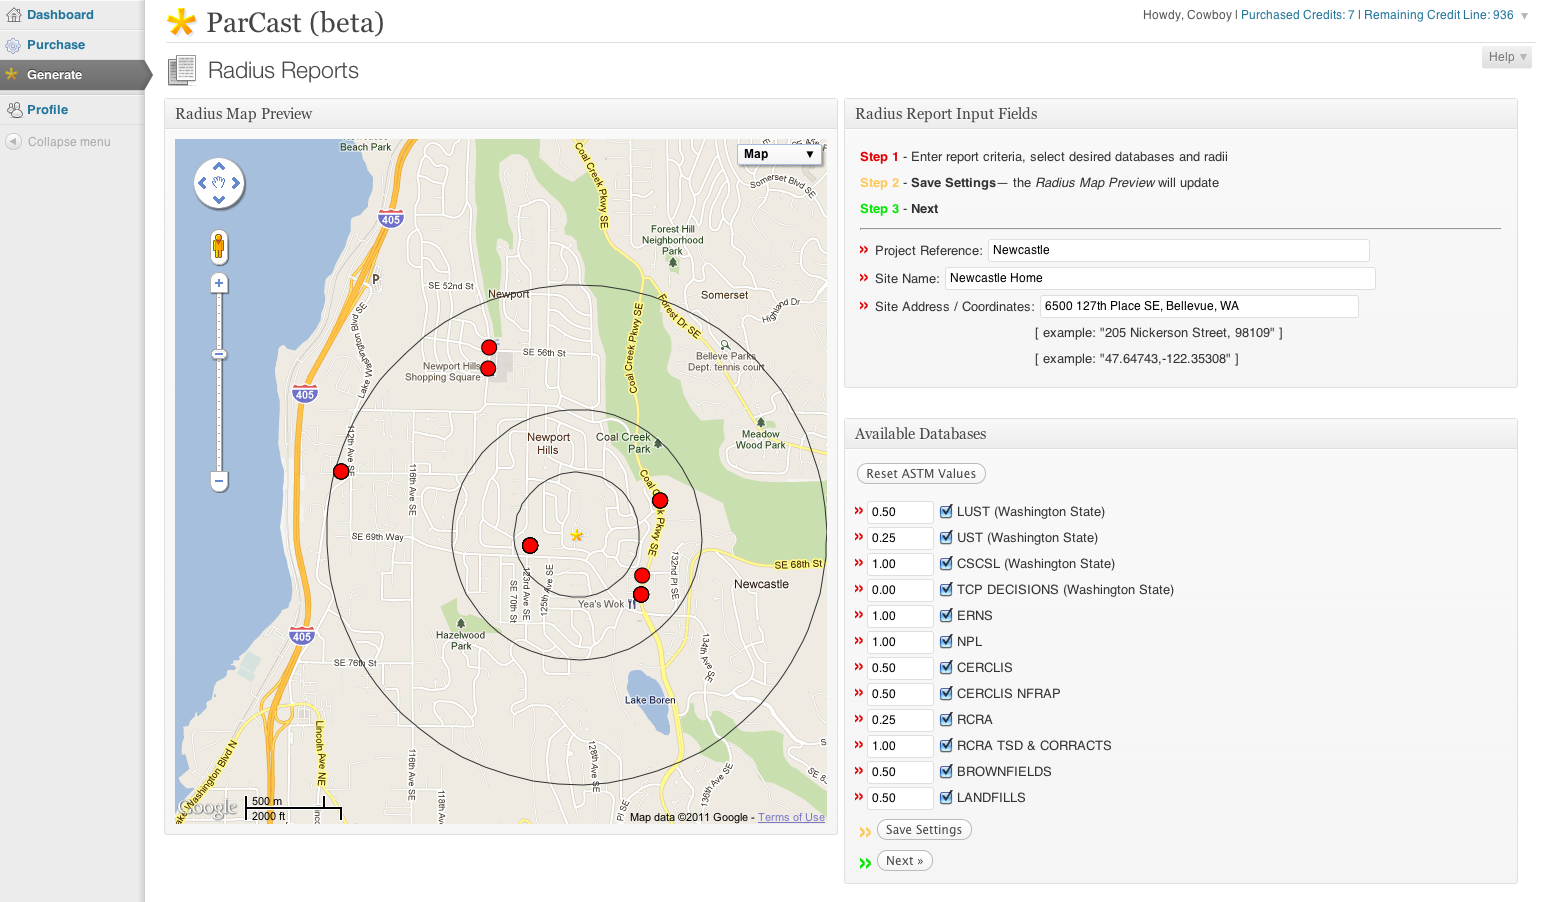 Dashboard
Purchase
Generate
Profile
Collapse menu
ParCast (beta)
Howdy, Cowboy | Purchased Credits: 7 | Remaining Credit Line: 936
Radius Reports
Help
Radius Map Preview
Beach Park
Map
Coal Creek Pkwy SE
Somerset Blvd SE
405
Forest Hill
Neighborhood
Park
P
SE 52nd St
Newport
Somerset
Highland Dr
Forest Dr SE
Lake Washington Blvd SE
Coal Creek Pkwy SE
SE 56th St
Belleve Parks
Dept. tennis court
Newport Hills
Shopping Square
405
112th Ave SE
Newport
Hills
Coal Creek
Park
Meadow
Wood Park
116th Ave SE
Coal Creek Pkwy SE
SE 69th Way
SE 68th St
132nd Pl SE
Newcastle
123rd Ave SE
SE 70th St
125th Ave SE
Yea's Wok
Hazelwood
Park
405
134th Ave SE
SE 76th St
Lake Boren
Washington Blvd N
Lincoln Ave NE
116th Ave SE
128th Ave SE
136th Ave SE
118th
Pl SE
Google
500 m
2000 ft
Map data ©2011 Google - Terms of Use
Radius Report Input Fields
Step 1 - Enter report criteria, select desired databases and radii
Step 2 - Save Settings— the Radius Map Preview will update
Step 3 - Next
» Project Reference: Newcastle
» Site Name: Newcastle Home
» Site Address / Coordinates: 6500 127th Place SE, Bellevue, WA
[ example: "205 Nickerson Street, 98109" ]
[ example: "47.64743,-122.35308" ]
Available Databases
Reset ASTM Values
» 0.50 LUST (Washington State)
» 0.25 UST (Washington State)
» 1.00 CSCSL (Washington State)
» 0.00 TCP DECISIONS (Washington State)
» 1.00 ERNS
» 1.00 NPL
» 0.50 CERCLIS
» 0.50 CERCLIS NFRAP
» 0.25 RCRA
» 1.00 RCRA TSD & CORRACTS
» 0.50 BROWNFIELDS
» 0.50 LANDFILLS
» Save Settings
» Next »